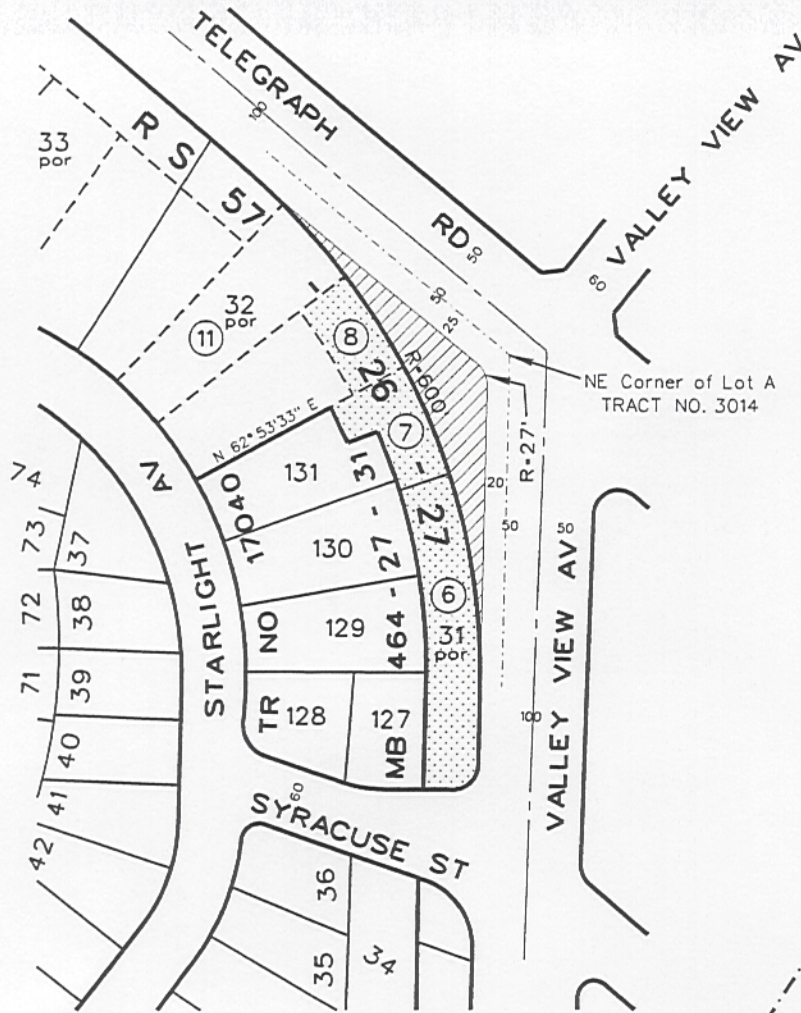 TELEGRAPH RD
VALLEY VIEW AV
100
50
60
33
por
R S 57 - 26 - 27
32
por
11
8
50
25
R-600'
NE Corner of Lot A
TRACT NO. 3014
R-27'
7
N 62° 53'33" E
131
20
50
50
AV
STARLIGHT
TR NO 17040
MB 464 - 27 - 31
130
6
31
por
129
128
127
74
73
72
71
37
38
39
40
41
42
100
VALLEY VIEW AV
60
SYRACUSE ST
36
35
34